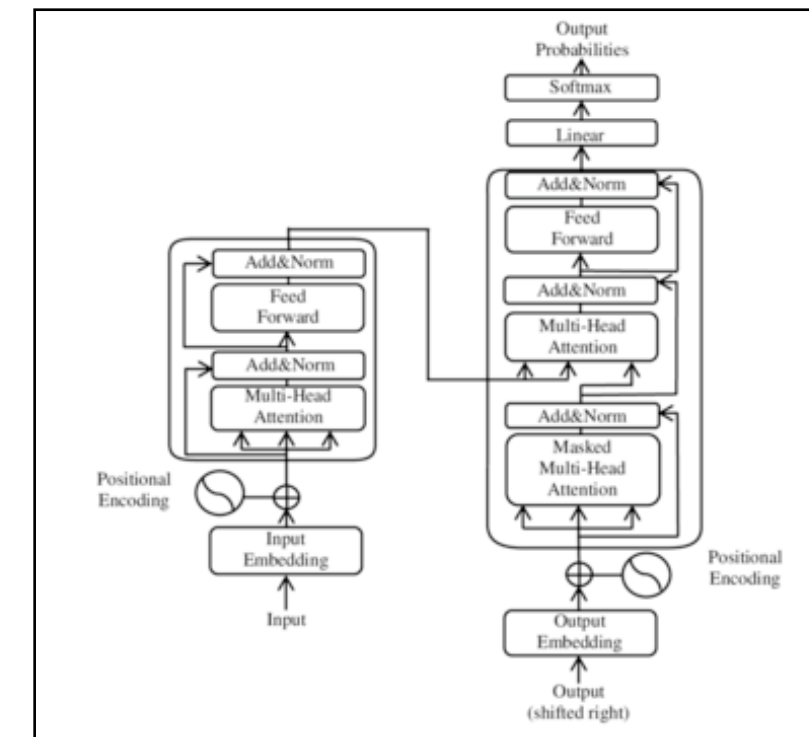 Output
Probabilities
Softmax
Linear
Add&Norm
Feed
Forward
Add&Norm
Multi-Head
Attention
Add&Norm
Masked
Multi-Head
Attention
Positional
Encoding
Output
Embedding
Output
(shifted right)
Add&Norm
Feed
Forward
Add&Norm
Multi-Head
Attention
Positional
Encoding
Input
Embedding
Input